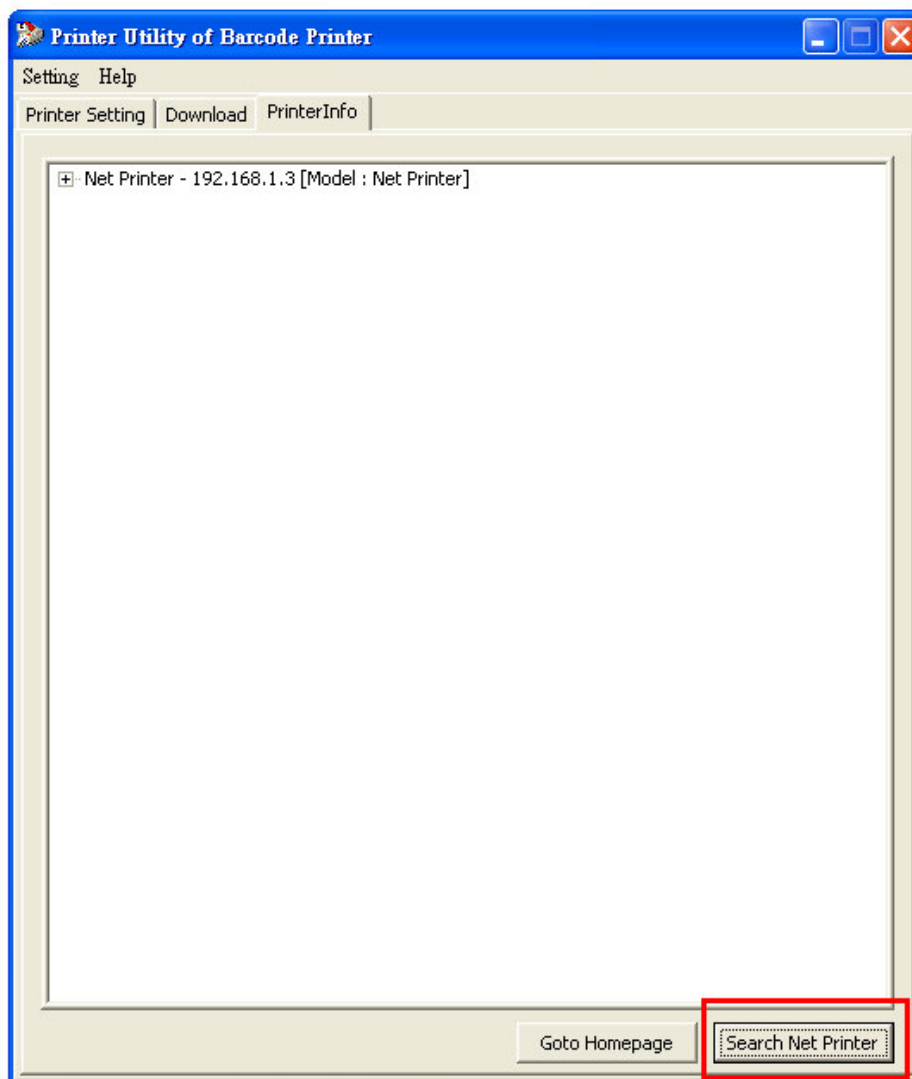 Printer Utility of Barcode Printer
Setting Help
Printer Setting Download PrinterInfo
Net Printer - 192.168.1.3 [Model : Net Printer]
Goto Homepage Search Net Printer